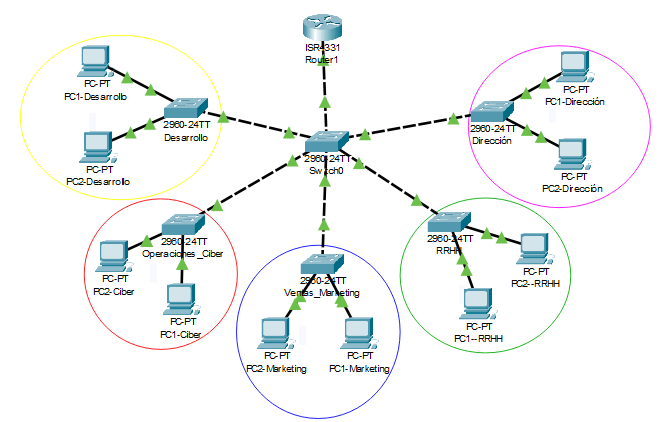 ISR4331
Router1
PC-PT
PC1-Desarrollo
2960-24TT
Desarrollo
PC-PT
PC2-Desarrollo
2960-24TT
Switch0
PC-PT
PC1-Dirección
2960-24TT
Dirección
PC-PT
PC2-Dirección
2960-24TT
Operaciones_Ciber
PC-PT
PC2-Ciber
PC-PT
PC1-Ciber
2960-24TT
Ventas_Marketing
PC-PT
PC2-Marketing
PC-PT
PC1-Marketing
2960-24TT
RRHH
PC-PT
PC2--RRHH
PC-PT
PC1--RRHH